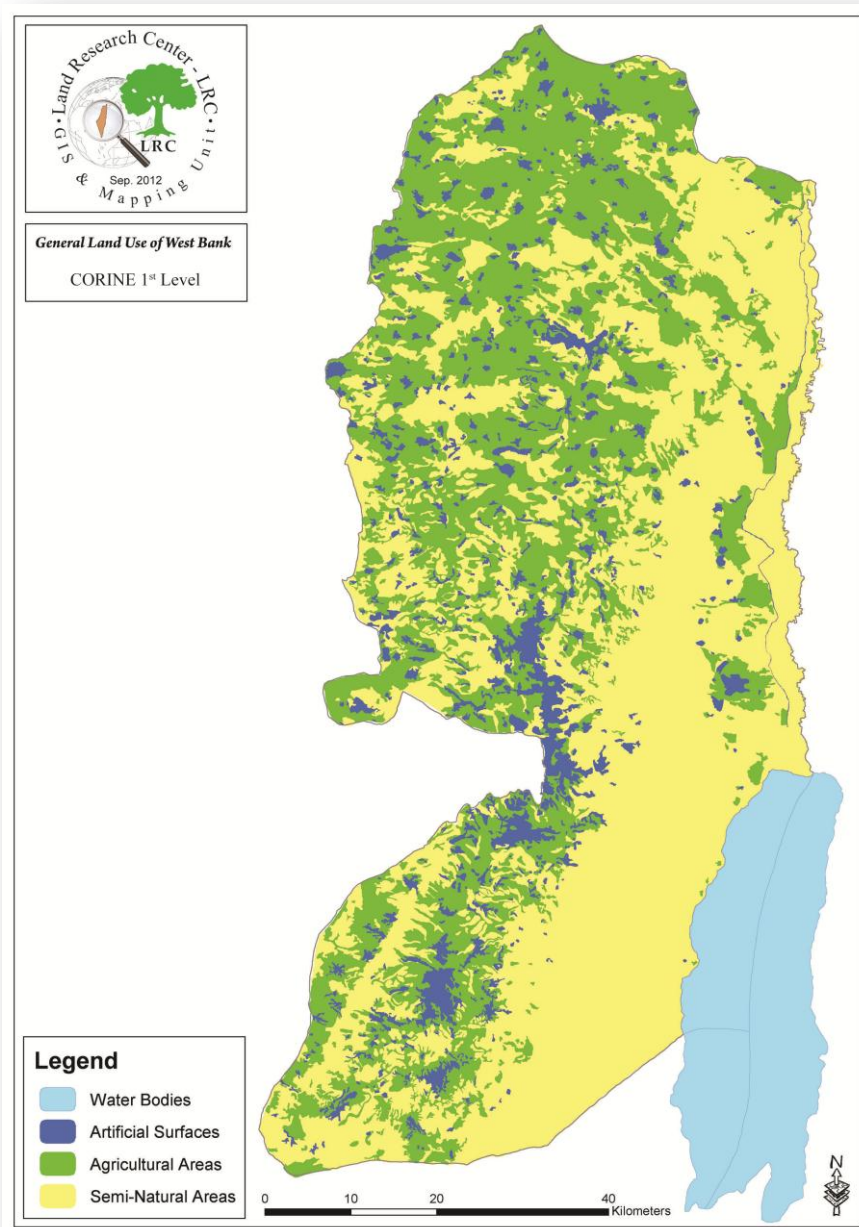 Land Research Center - LRC • GIS & Mapping Unit •
LRC
Sep. 2012
General Land Use of West Bank
CORINE 1st Level
Legend
Water Bodies
Artificial Surfaces
Agricultural Areas
Semi-Natural Areas
0 10 20 40
Kilometers
N